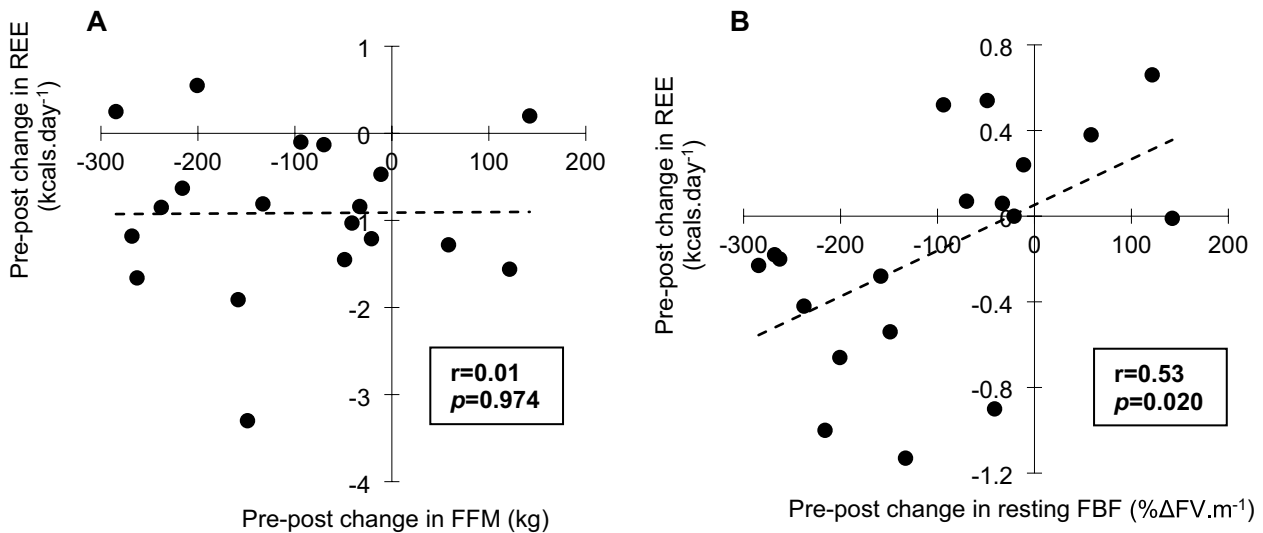 A
Pre-post change in REE
(kcals.day⁻¹)
1
0
-1
-2
-3
-4
-300
-200
-100
0
100
200
r=0.01
p=0.974
Pre-post change in FFM (kg)
B
Pre-post change in REE
(kcals.day⁻¹)
0.8
0.4
0
-0.4
-0.8
-1.2
-300
-200
-100
0
100
200
r=0.53
p=0.020
Pre-post change in resting FBF (%ΔFV.m⁻¹)